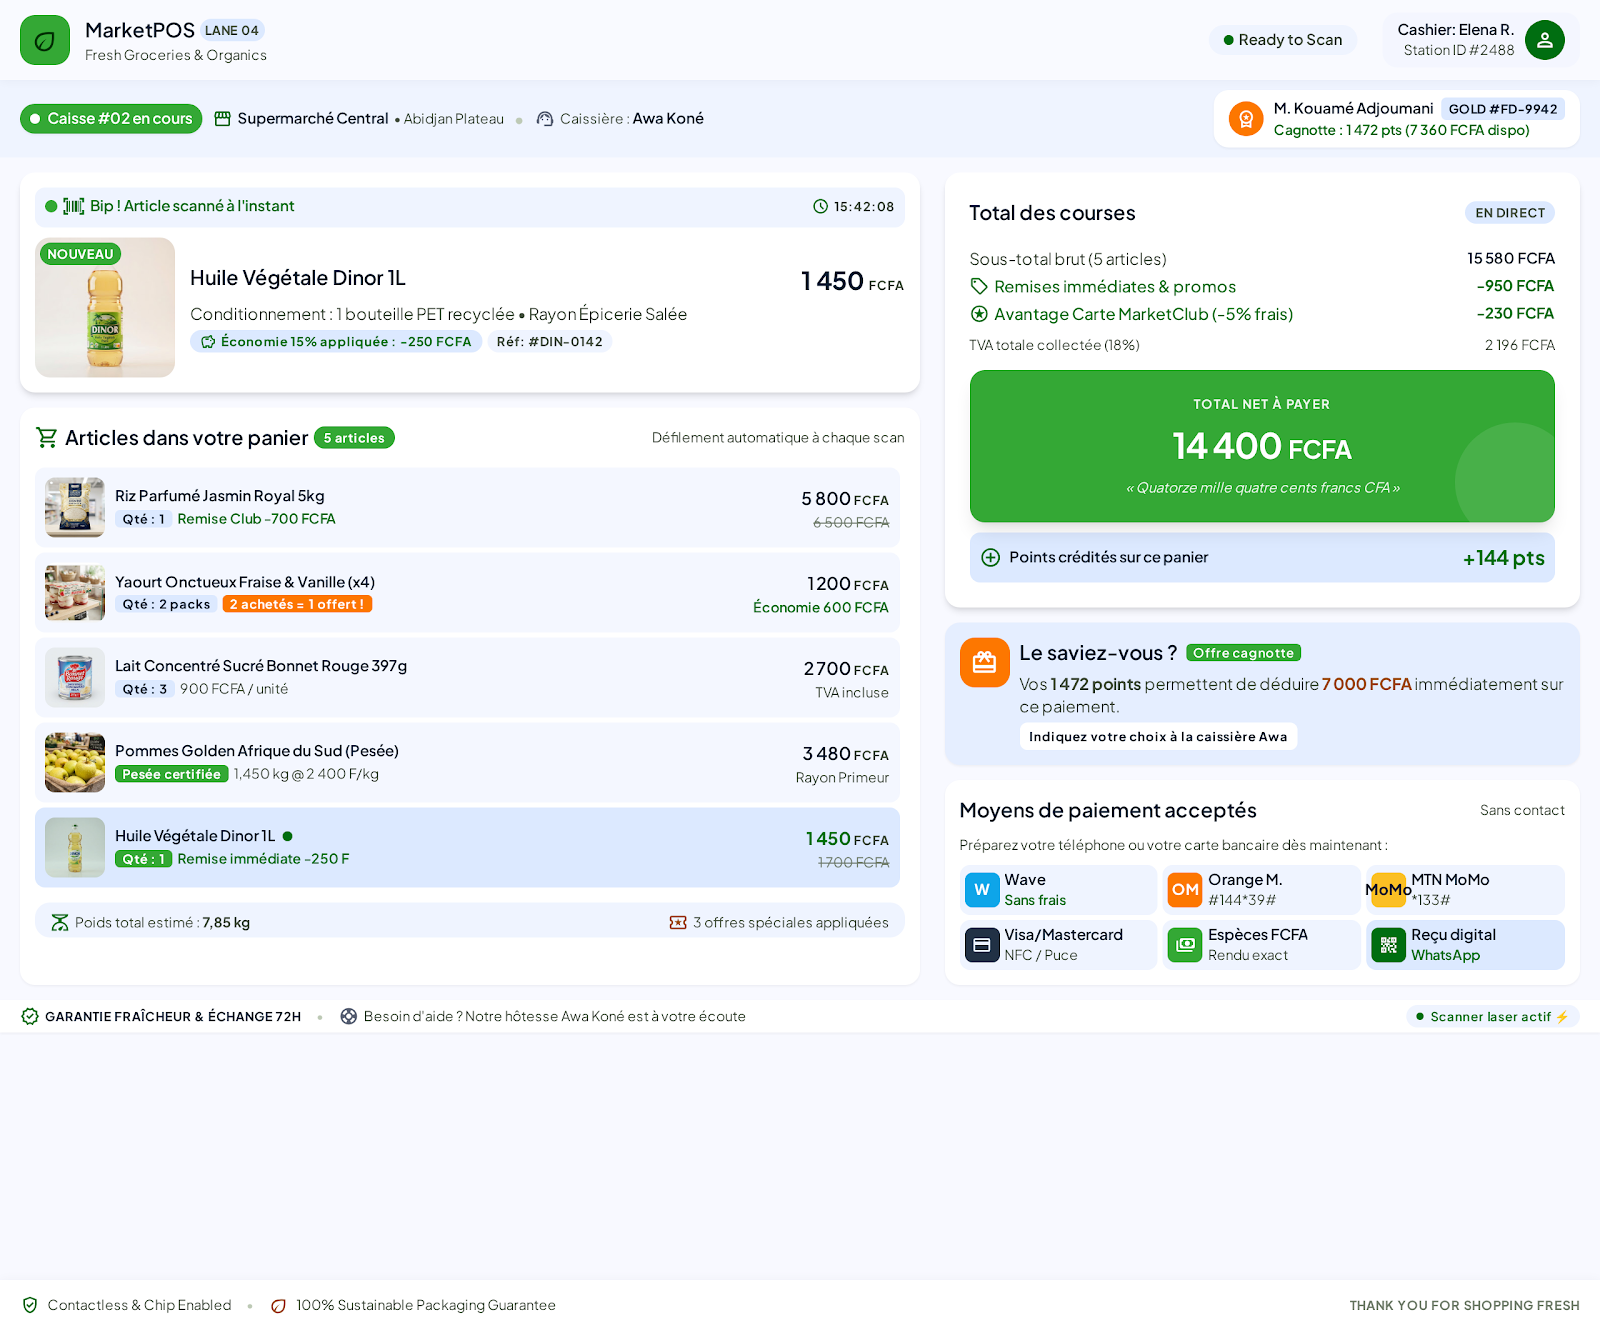 MarketPOS LANE 04
Fresh Groceries & Organics
Ready to Scan
Cashier: Elena R.
Station ID #2488
Caisse #02 en cours
Supermarché Central • Abidjan Plateau
Caissière : Awa Koné
M. Kouamé Adjoumani GOLD #FD-9942
Cagnotte : 1 472 pts (7 360 FCFA dispo)
Bip ! Article scanné à l'instant
15:42:08
NOUVEAU
DINOR
Huile Végétale Dinor 1L
1 450 FCFA
Conditionnement : 1 bouteille PET recyclée • Rayon Épicerie Salée
Économie 15% appliquée : -250 FCFA
Réf: #DIN-0142
Articles dans votre panier 5 articles
Défilement automatique à chaque scan
Riz Parfumé Jasmin Royal 5kg
Qté : 1 Remise Club -700 FCFA
5 800 FCFA
6 500 FCFA
Yaourt Onctueux Fraise & Vanille (x4)
Qté : 2 packs 2 achetés = 1 offert !
1 200 FCFA
Économie 600 FCFA
Lait Concentré Sucré Bonnet Rouge 397g
Qté : 3 900 FCFA / unité
2 700 FCFA
TVA incluse
Pommes Golden Afrique du Sud (Pesée)
Pesée certifiée 1,450 kg @ 2 400 F/kg
3 480 FCFA
Rayon Primeur
Huile Végétale Dinor 1L
Qté : 1 Remise immédiate -250 F
1 450 FCFA
1 700 FCFA
Poids total estimé : 7,85 kg
3 offres spéciales appliquées
Total des courses
EN DIRECT
Sous-total brut (5 articles) 15 580 FCFA
Remises immédiates & promos -950 FCFA
Avantage Carte MarketClub (-5% frais) -230 FCFA
TVA totale collectée (18%) 2 196 FCFA
TOTAL NET À PAYER
14 400 FCFA
« Quatorze mille quatre cents francs CFA »
Points crédités sur ce panier +144 pts
Le saviez-vous ? Offre cagnotte
Vos 1 472 points permettent de déduire 7 000 FCFA immédiatement sur
ce paiement.
Indiquez votre choix à la caissière Awa
Moyens de paiement acceptés
Sans contact
Préparez votre téléphone ou votre carte bancaire dès maintenant :
W Wave
Sans frais
OM Orange M.
#144*39#
MoMo MTN MoMo
*133#
Visa/Mastercard
NFC / Puce
Espèces FCFA
Rendu exact
Reçu digital
WhatsApp
GARANTIE FRAÎCHEUR & ÉCHANGE 72H
Besoin d'aide ? Notre hôtesse Awa Koné est à votre écoute
Scanner laser actif ⚡
Contactless & Chip Enabled
100% Sustainable Packaging Guarantee
THANK YOU FOR SHOPPING FRESH